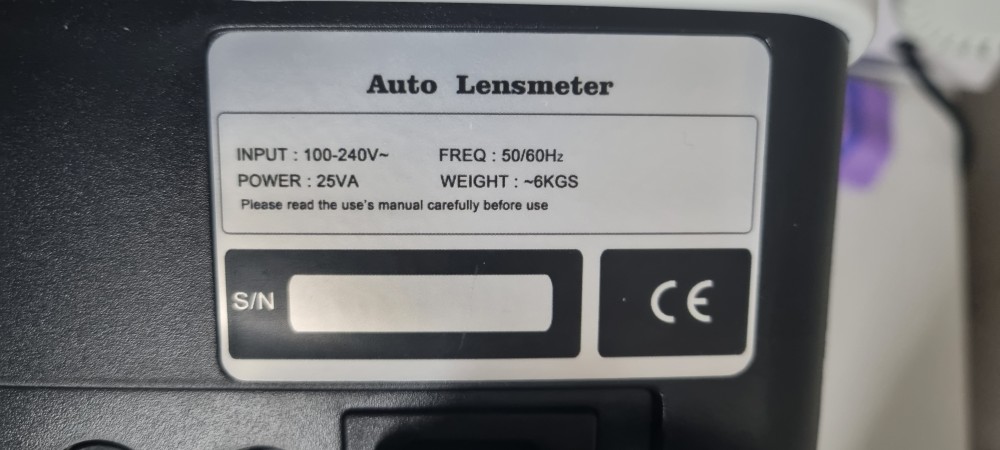 Auto Lensmeter
INPUT : 100-240V~ FREQ : 50/60Hz
POWER : 25VA WEIGHT : ~6KGS
Please read the use's manual carefully before use
S/N
CE